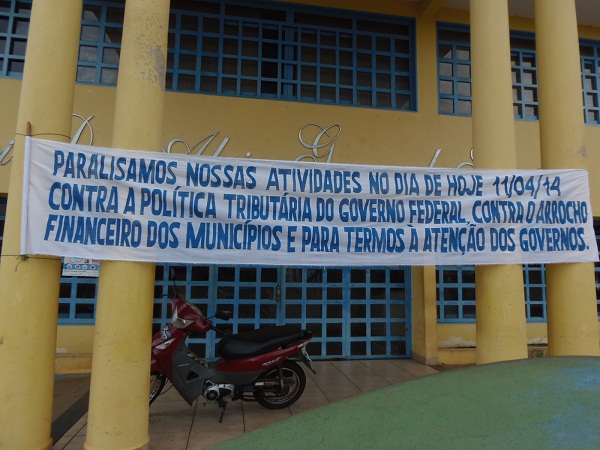 PARALISAMOS NOSSAS ATIVIDADES NO DIA DE HOJE 11/04/14
CONTRA A POLÍTICA TRIBUTÁRIA DO GOVERNO FEDERAL, CONTRA O ARROCHO
FINANCEIRO DOS MUNICÍPIOS E PARA TERMOS À ATENÇÃO DOS GOVERNOS.